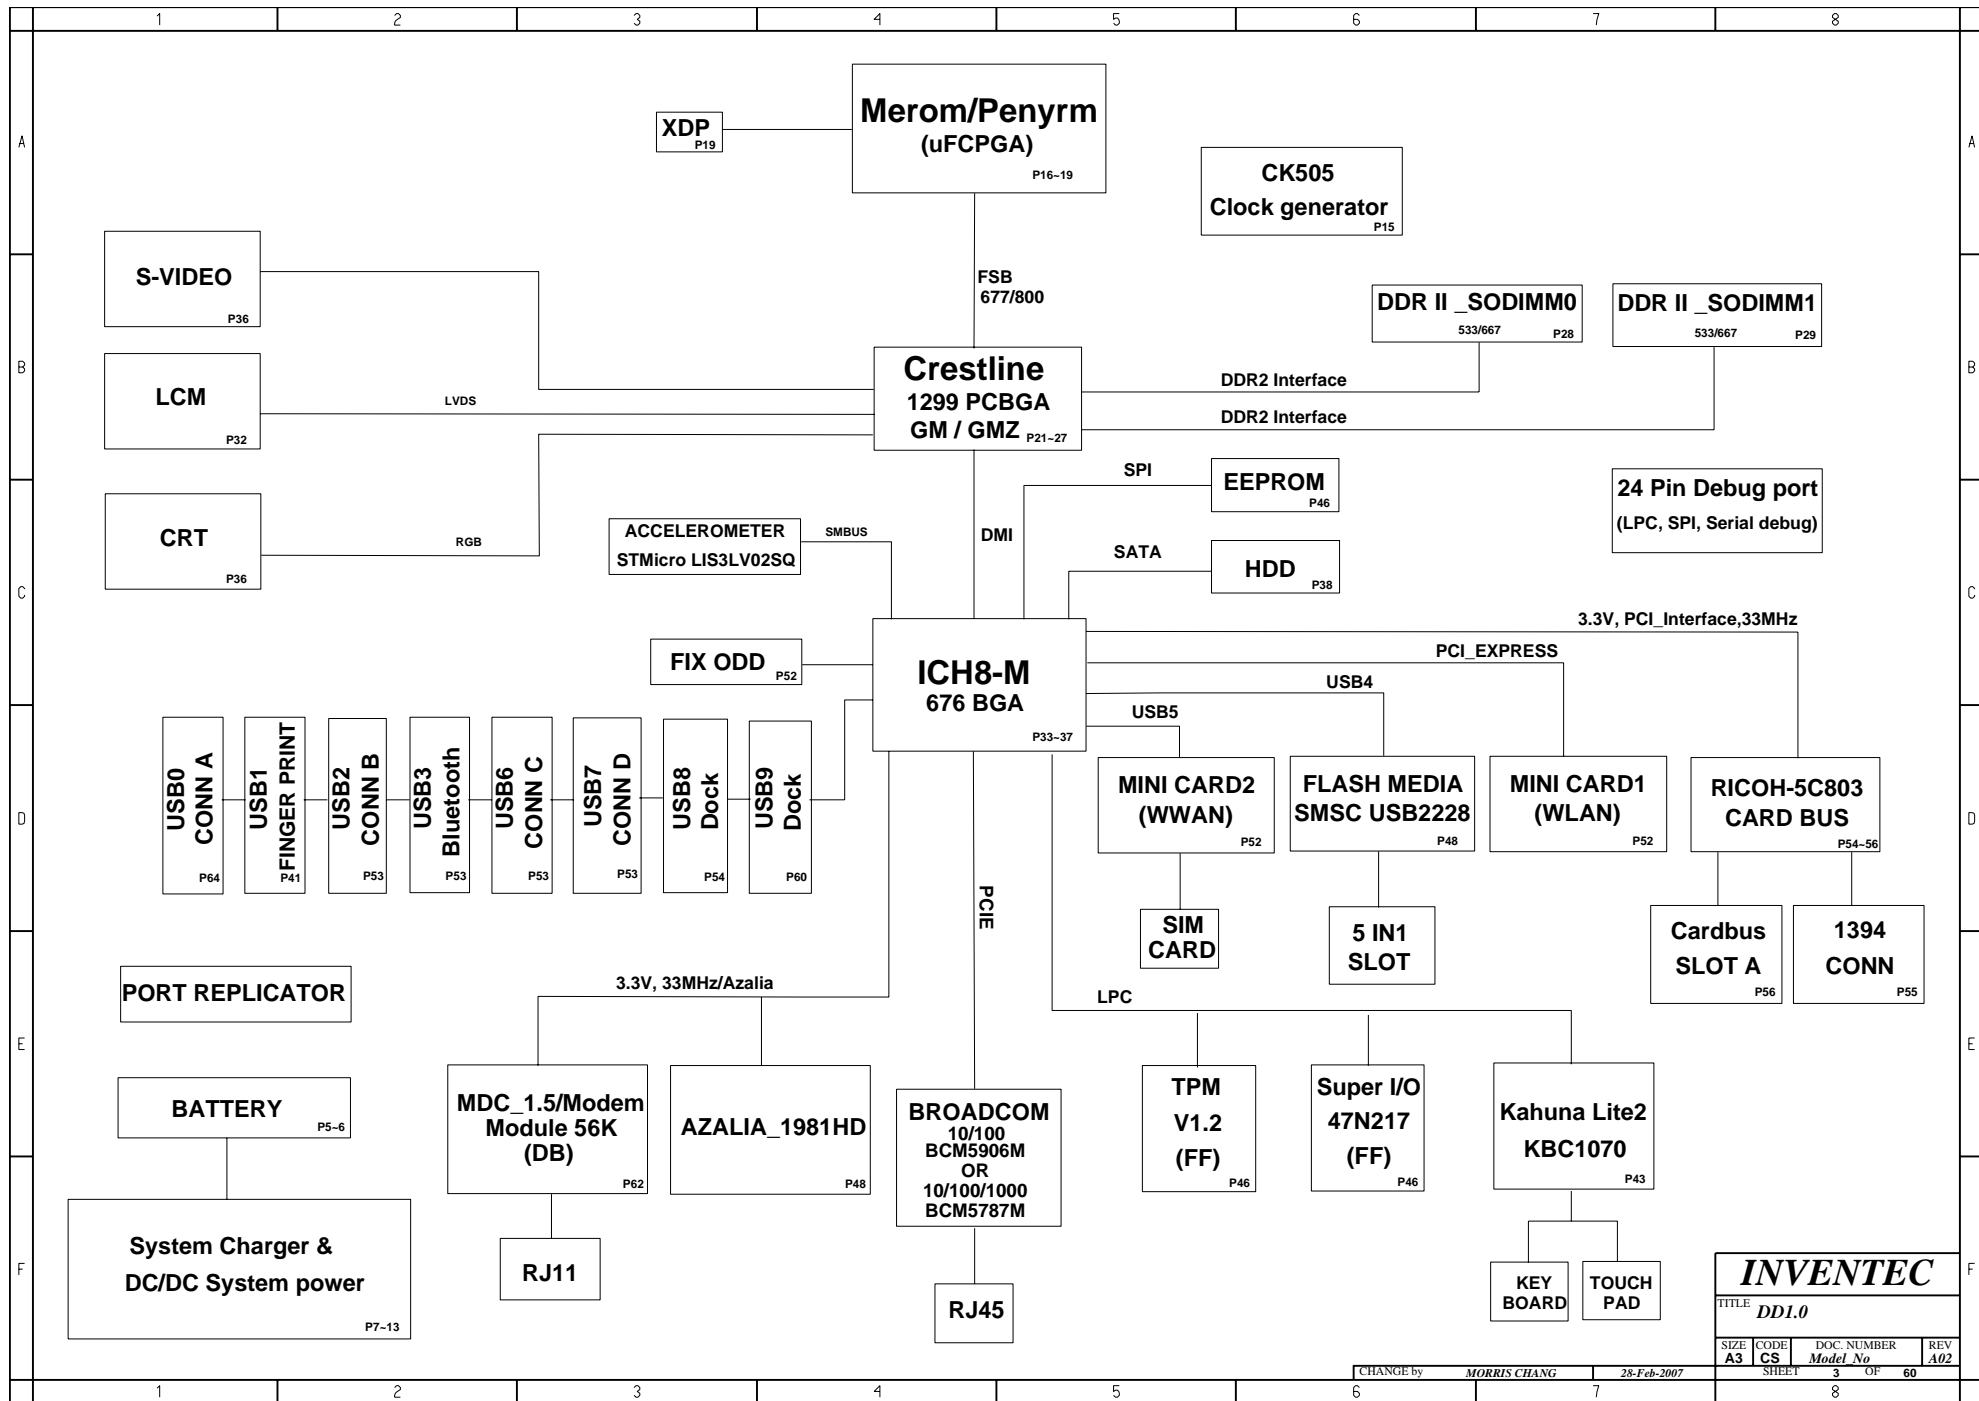 1 2 3 4 5 6 7 8
A A
B B
C C
D D
E E
F F
Merom/Penyrm
(uFCPGA)
P16~19
XDP
P19
CK505
Clock generator
P15
S-VIDEO
P36
FSB
677/800
DDR II _SODIMM0
533/667 P28
DDR II _SODIMM1
533/667 P29
LCM
P32
LVDS
Crestline
1299 PCBGA
GM / GMZ P21~27
DDR2 Interface
DDR2 Interface
CRT
P36
RGB
ACCELEROMETER
STMicro LIS3LV02SQ
SMBUS
DMI
SPI
EEPROM
P46
SATA
HDD
P38
24 Pin Debug port
(LPC, SPI, Serial debug)
FIX ODD
P52
ICH8-M
676 BGA
P33~37
3.3V, PCI_Interface,33MHz
PCI_EXPRESS
USB4
USB5
USB0
CONN A
P64
USB1
FINGER PRINT
P41
USB2
CONN B
P53
USB3
Bluetooth
P53
USB6
CONN C
P53
USB7
CONN D
P53
USB8
Dock
P54
USB9
Dock
P60
MINI CARD2
(WWAN)
P52
FLASH MEDIA
SMSC USB2228
P48
MINI CARD1
(WLAN)
P52
RICOH-5C803
CARD BUS
P54~56
PCIE
SIM
CARD
5 IN1
SLOT
Cardbus
SLOT A
P56
1394
CONN
P55
PORT REPLICATOR
3.3V, 33MHz/Azalia
LPC
BATTERY
P5~6
MDC_1.5/Modem
Module 56K
(DB)
P62
AZALIA_1981HD
P48
BROADCOM
10/100
BCM5906M
OR
10/100/1000
BCM5787M
TPM
V1.2
(FF)
P46
Super I/O
47N217
(FF)
P46
Kahuna Lite2
KBC1070
P43
System Charger &
DC/DC System power
P7~13
RJ11
RJ45
KEY
BOARD
TOUCH
PAD
INVENTEC
TITLE DD1.0
SIZE CODE DOC. NUMBER REV
A3 CS Model_No A02
CHANGE by MORRIS CHANG 28-Feb-2007 SHEET 3 OF 60
1 2 3 4 5 6 7 8